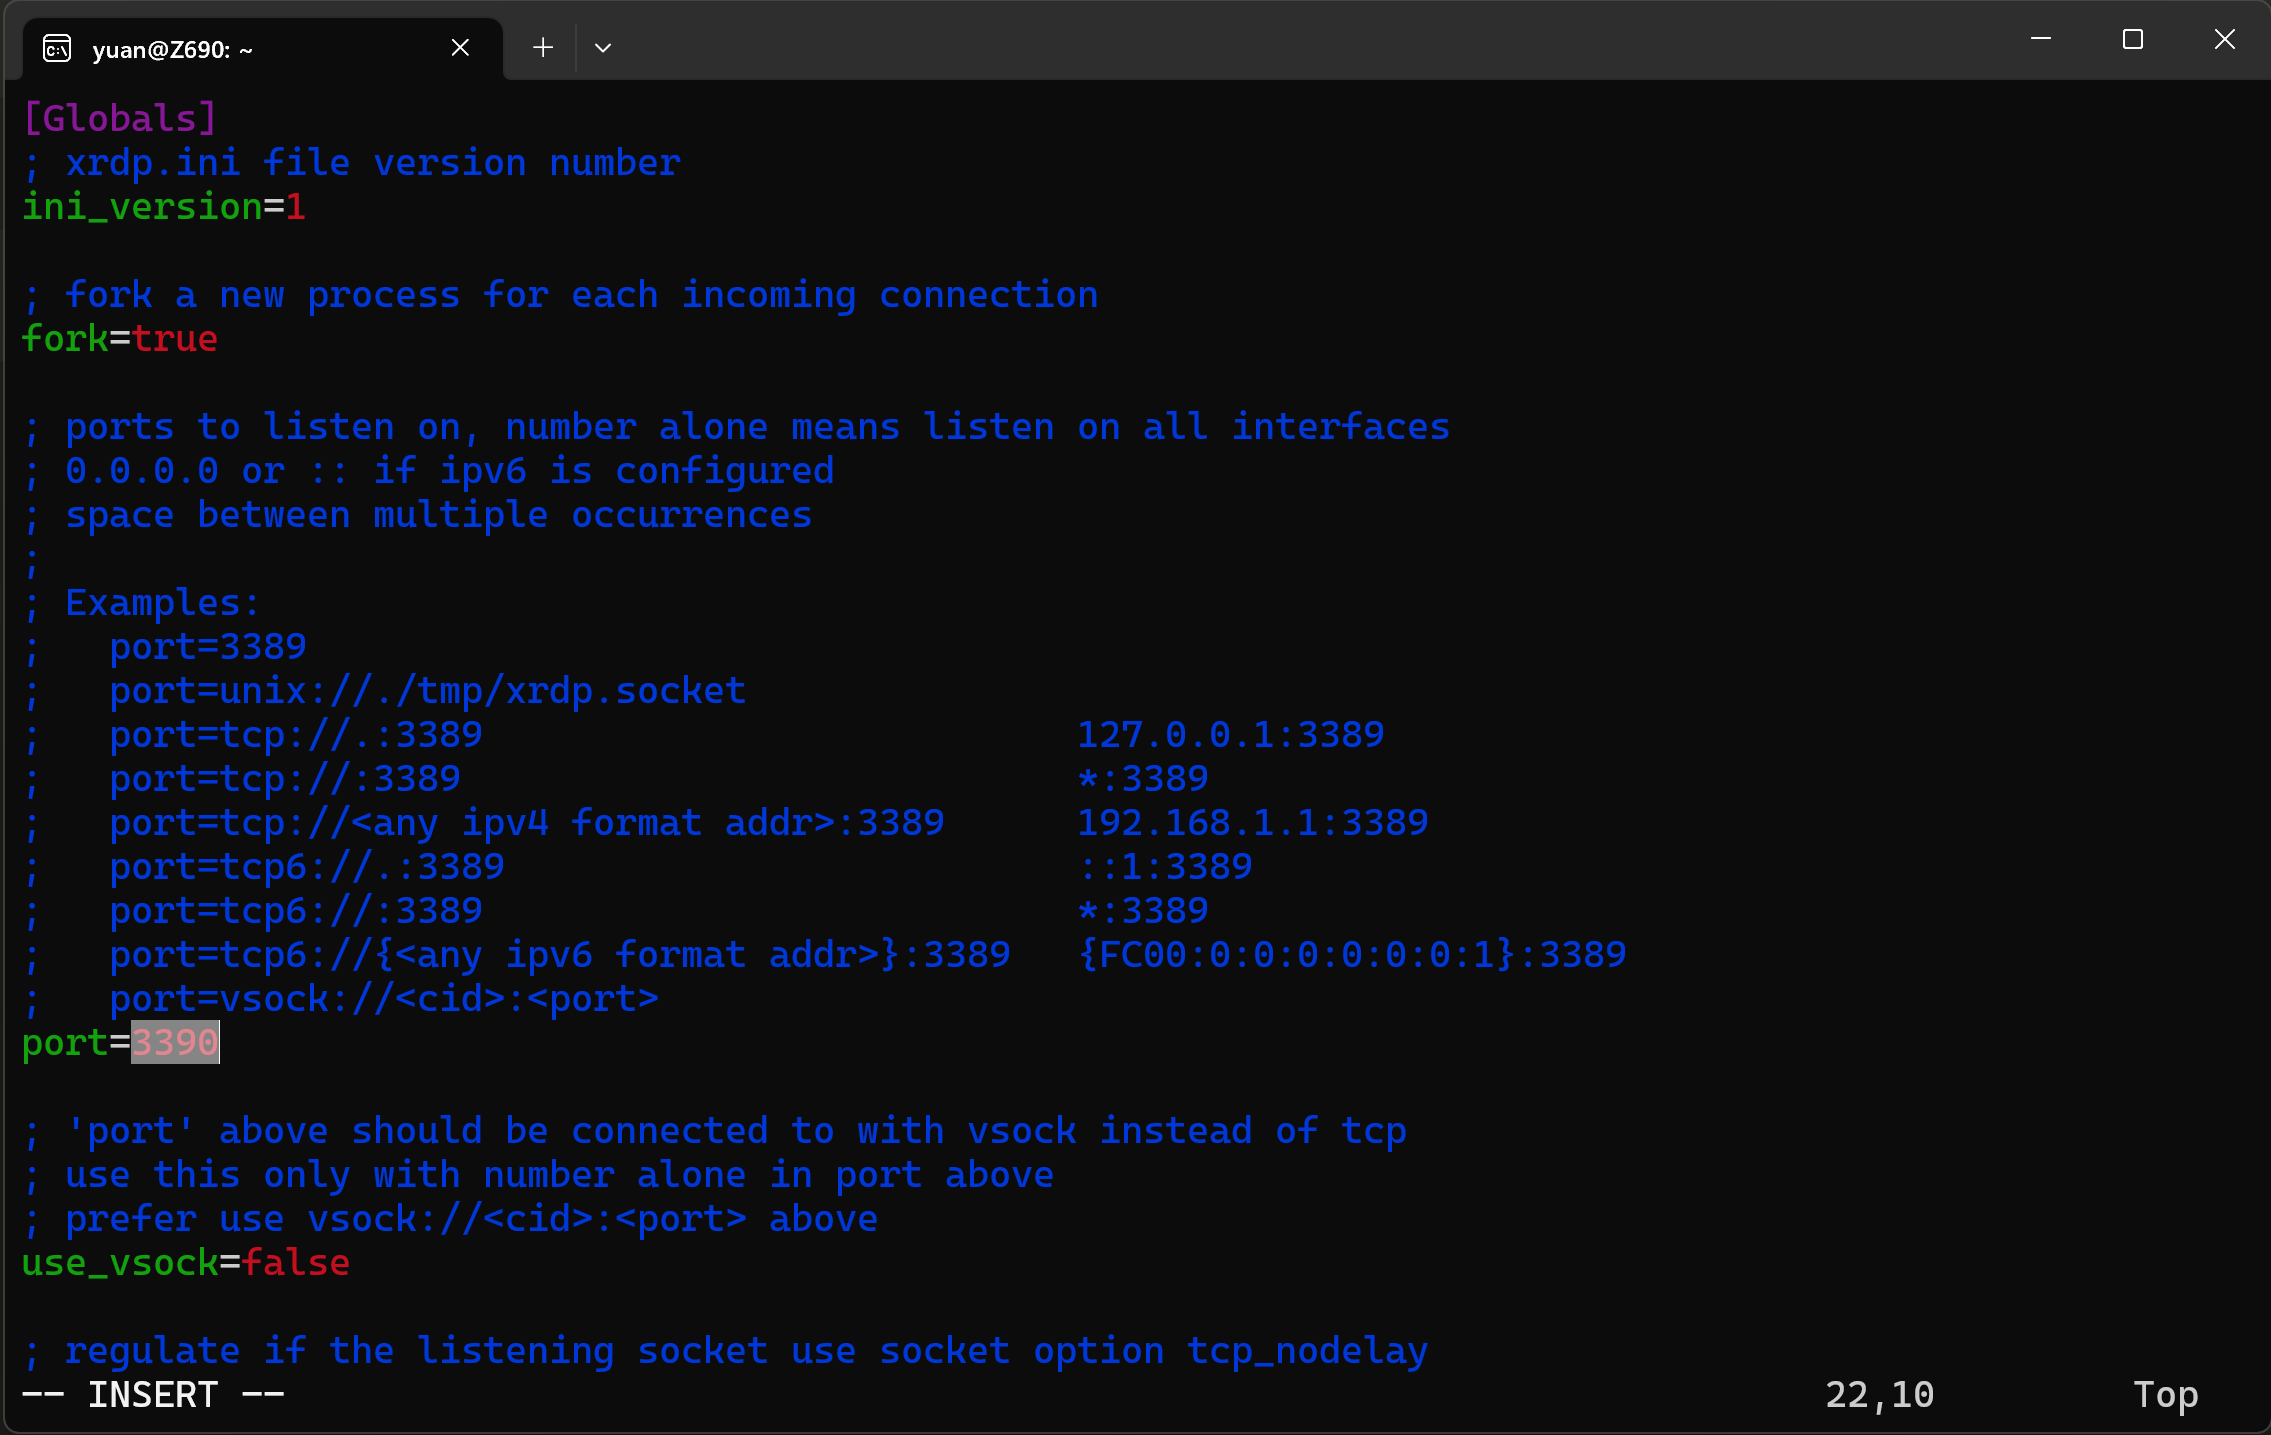 yuan@Z690: ~
[Globals]
; xrdp.ini file version number
ini_version=1
; fork a new process for each incoming connection
fork=true
; ports to listen on, number alone means listen on all interfaces
; 0.0.0.0 or :: if ipv6 is configured
; space between multiple occurrences
;
; Examples:
;   port=3389
;   port=unix://./tmp/xrdp.socket
;   port=tcp://.:3389                           127.0.0.1:3389
;   port=tcp://:3389                            *:3389
;   port=tcp://<any ipv4 format addr>:3389      192.168.1.1:3389
;   port=tcp6://.:3389                          ::1:3389
;   port=tcp6://:3389                           *:3389
;   port=tcp6://{<any ipv6 format addr>}:3389   {FC00:0:0:0:0:0:0:1}:3389
;   port=vsock://<cid>:<port>
port=3390
; 'port' above should be connected to with vsock instead of tcp
; use this only with number alone in port above
; prefer use vsock://<cid>:<port> above
use_vsock=false
; regulate if the listening socket use socket option tcp_nodelay
-- INSERT --                                                                      22,10         Top